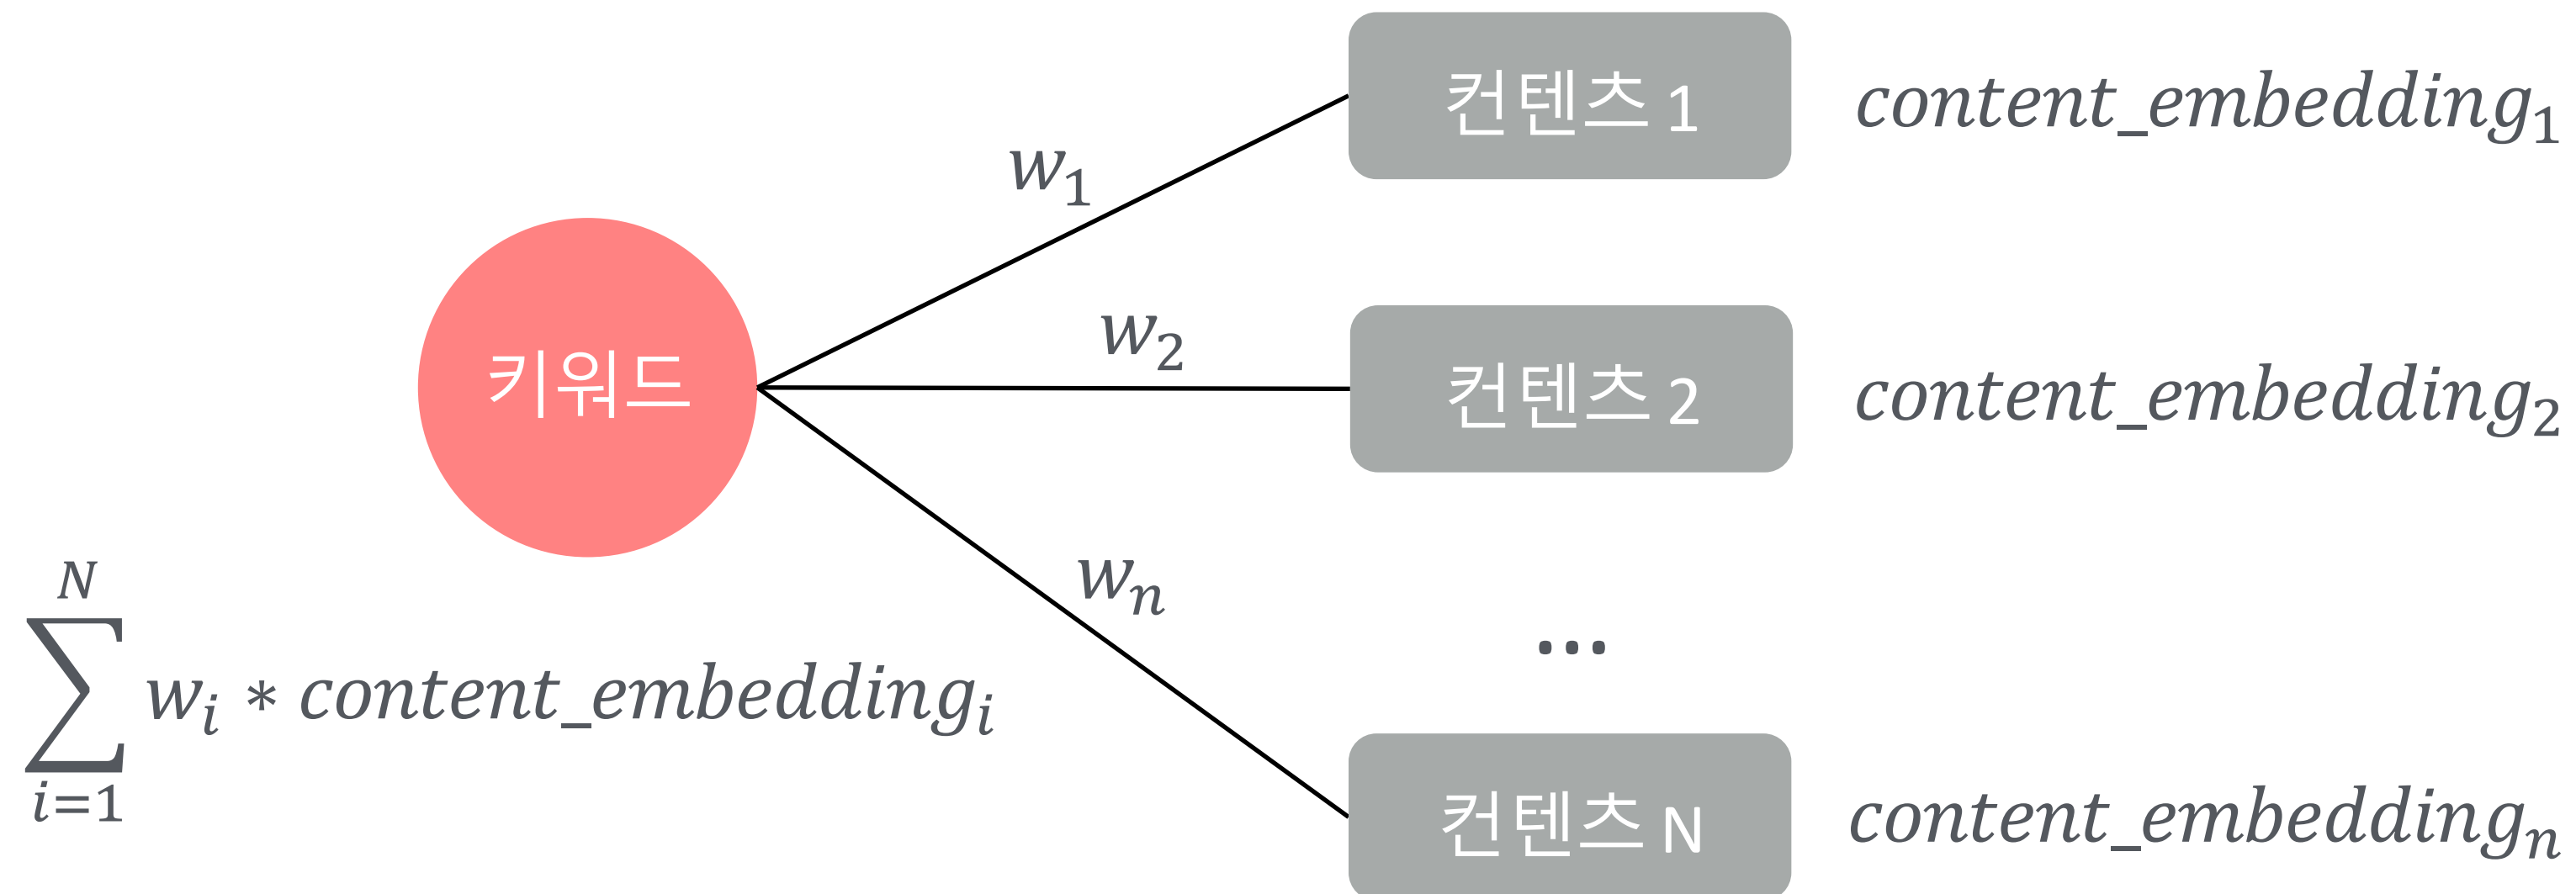 컨텐츠 1
content_embedding₁
w₁
키워드
w₂
컨텐츠 2
content_embedding₂
wₙ
...
N
∑ wᵢ * content_embeddingᵢ
i=1
컨텐츠 N
content_embeddingₙ